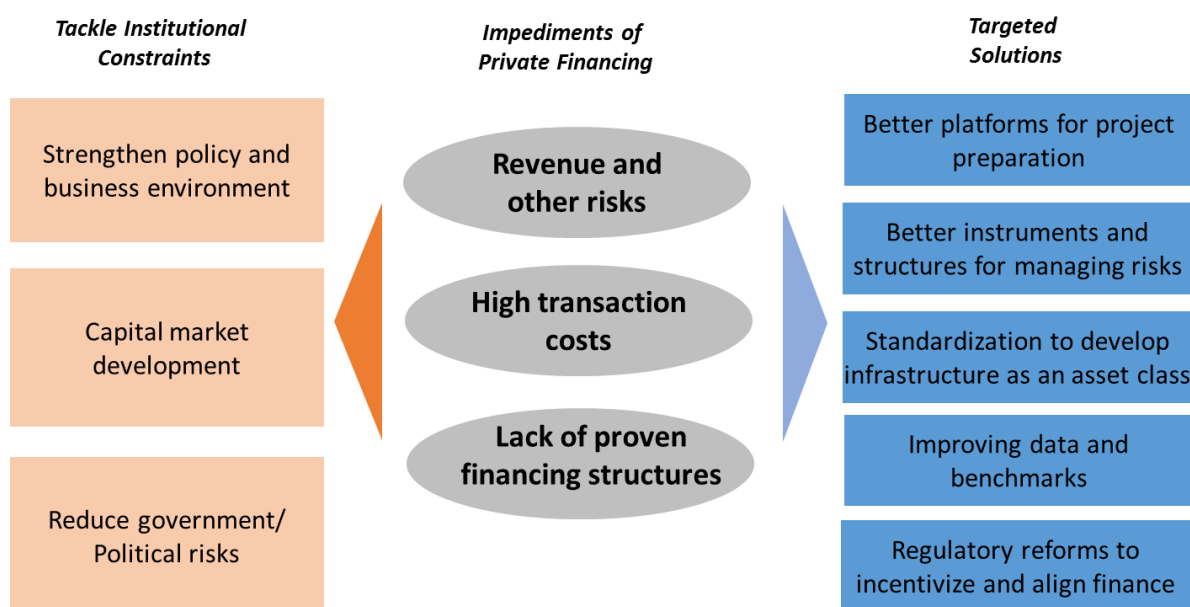 Tackle Institutional
Constraints
Strengthen policy and
business environment
Capital market
development
Reduce government/
Political risks
Impediments of
Private Financing
Revenue and
other risks
High transaction
costs
Lack of proven
financing structures
Targeted
Solutions
Better platforms for project
preparation
Better instruments and
structures for managing risks
Standardization to develop
infrastructure as an asset class
Improving data and
benchmarks
Regulatory reforms to
incentivize and align finance